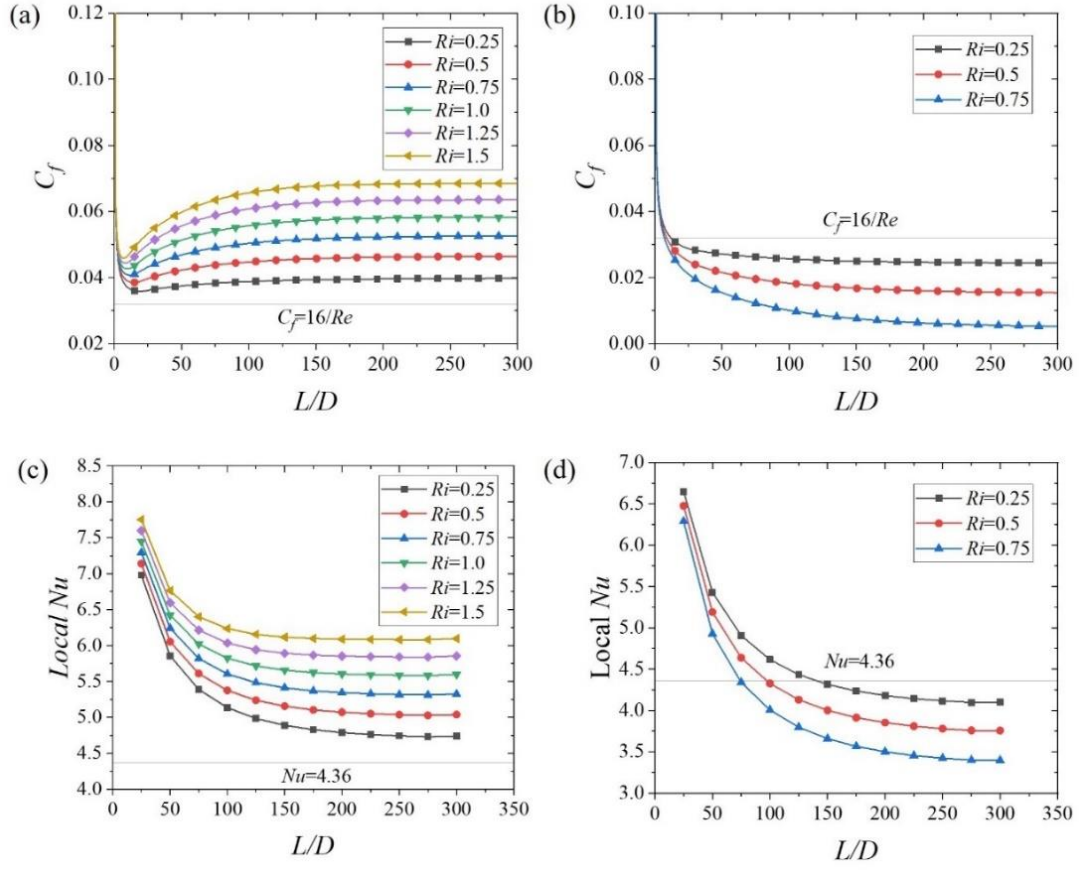 (a)
0.12
0.10
0.08
0.06
0.04
0.02
C_f
0 50 100 150 200 250 300
L/D
Ri=0.25
Ri=0.5
Ri=0.75
Ri=1.0
Ri=1.25
Ri=1.5
C_f=16/Re
(b)
0.10
0.08
0.06
0.04
0.02
0.00
C_f
0 50 100 150 200 250 300
L/D
Ri=0.25
Ri=0.5
Ri=0.75
C_f=16/Re
(c)
8.5
8.0
7.5
7.0
6.5
6.0
5.5
5.0
4.5
4.0
Local Nu
0 50 100 150 200 250 300 350
L/D
Ri=0.25
Ri=0.5
Ri=0.75
Ri=1.0
Ri=1.25
Ri=1.5
Nu=4.36
(d)
7.0
6.5
6.0
5.5
5.0
4.5
4.0
3.5
3.0
Local Nu
0 50 100 150 200 250 300 350
L/D
Ri=0.25
Ri=0.5
Ri=0.75
Nu=4.36